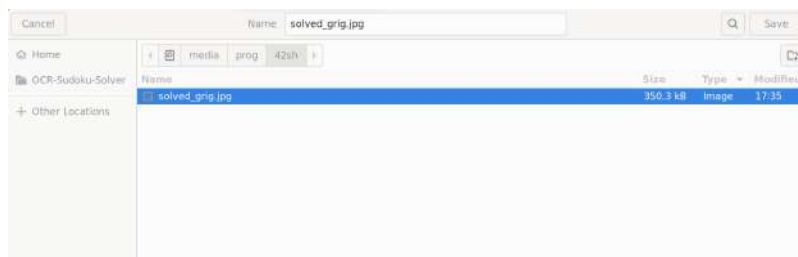 Cancel Name solved_grig.jpg Save
Home media prog 42sh
OCR-Sudoku-Solver Name Size Type Modified
solved_grig.jpg 350.3 kB Image 17:35
+ Other Locations